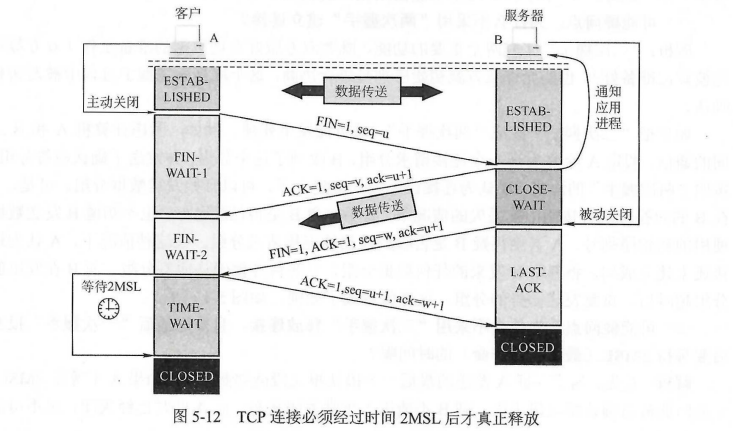 客户
服务器
A
B
ESTAB-
LISHED
主动关闭
数据传送
FIN=1, seq=u
通知
应用
进程
ESTAB-
LISHED
FIN-
WAIT-1
ACK=1, seq=v, ack=u+1
CLOSE-
WAIT
数据传送
被动关闭
FIN-
WAIT-2
FIN=1, ACK=1, seq=w, ack=u+1
等待2MSL
LAST-
ACK
ACK=1,seq=u+1, ack=w+1
TIME-
WAIT
CLOSED
CLOSED
图 5-12 TCP 连接必须经过时间 2MSL 后才真正释放